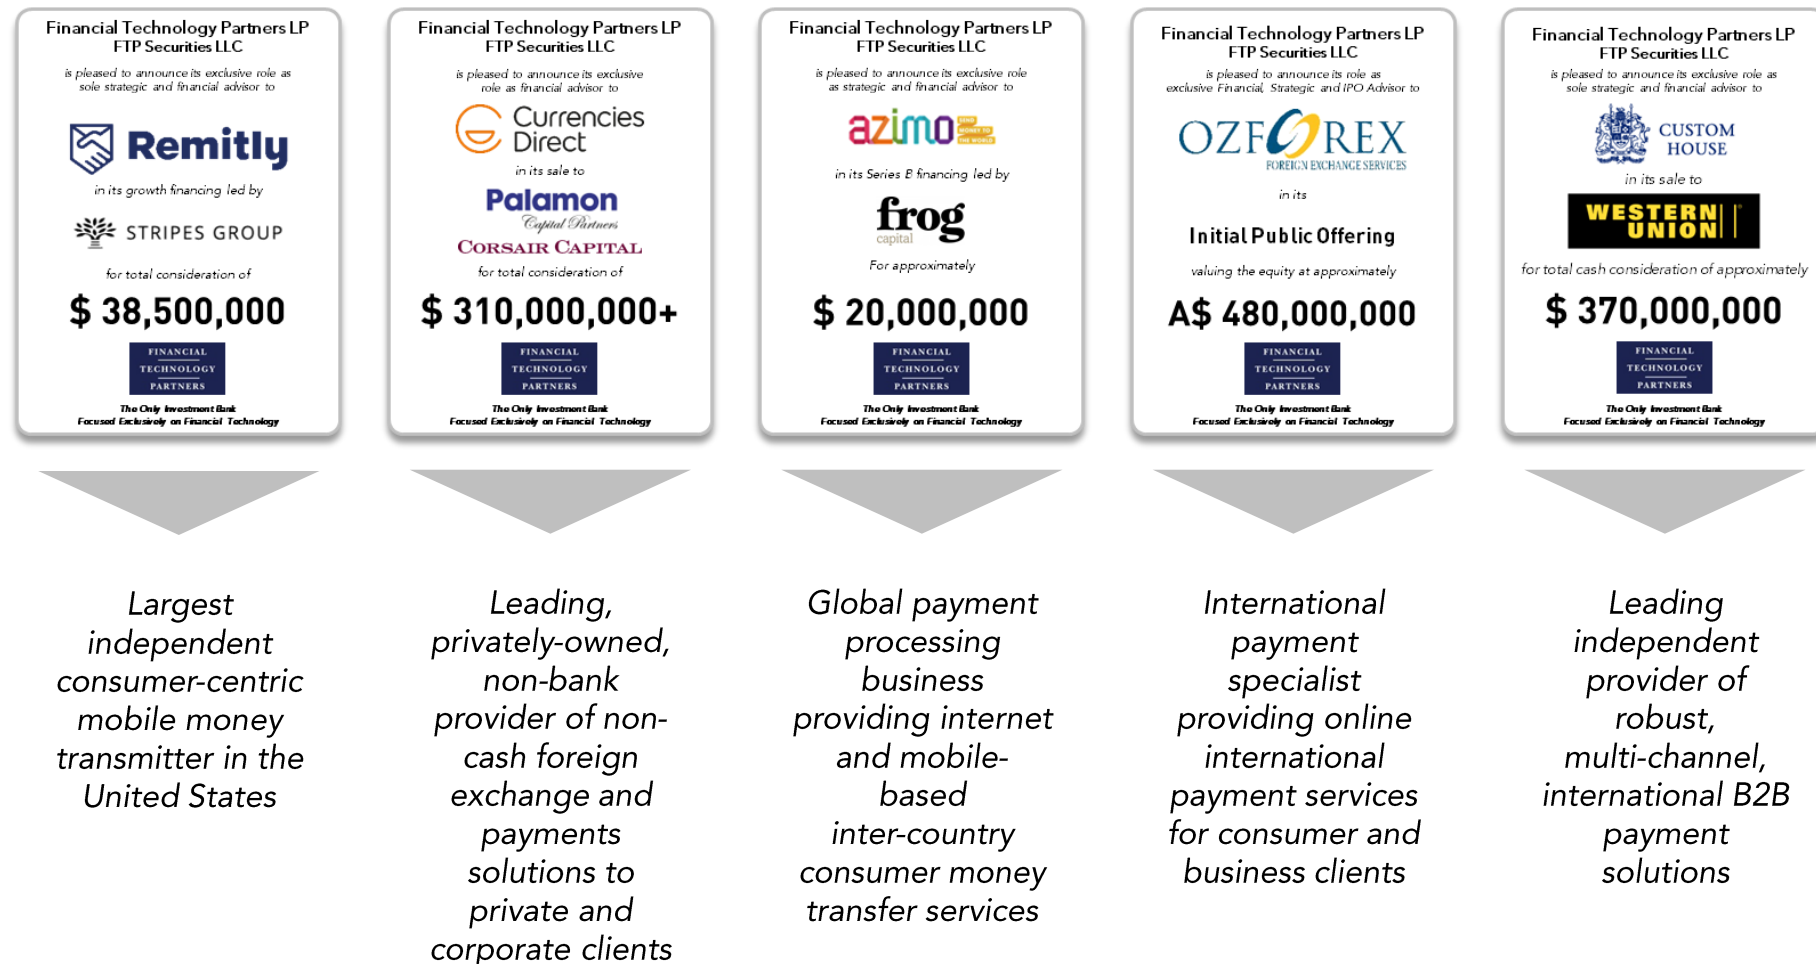 Financial Technology Partners LP
FTP Securities LLC
is pleased to announce its exclusive role as
sole strategic and financial advisor to
Remitly
in its growth financing led by
STRIPES GROUP
for total consideration of
$ 38,500,000
FINANCIAL
TECHNOLOGY
PARTNERS
The Only Investment Bank
Focused Exclusively on Financial Technology
Largest
independent
consumer-centric
mobile money
transmitter in the
United States
Financial Technology Partners LP
FTP Securities LLC
is pleased to announce its exclusive
role as financial advisor to
Currencies
Direct
in its sale to
Palamon
Capital Partners
CORSAIR CAPITAL
for total consideration of
$ 310,000,000+
FINANCIAL
TECHNOLOGY
PARTNERS
The Only Investment Bank
Focused Exclusively on Financial Technology
Leading,
privately-owned,
non-bank
provider of non-
cash foreign
exchange and
payments
solutions to
private and
corporate clients
Financial Technology Partners LP
FTP Securities LLC
is pleased to announce its exclusive role
as strategic and financial advisor to
azimo
SEND
MONEY TO
THE WORLD
in its Series B financing led by
frog
capital
For approximately
$ 20,000,000
FINANCIAL
TECHNOLOGY
PARTNERS
The Only Investment Bank
Focused Exclusively on Financial Technology
Global payment
processing
business
providing internet
and mobile-
based
inter-country
consumer money
transfer services
Financial Technology Partners LP
FTP Securities LLC
is pleased to announce its role as
exclusive Financial, Strategic and IPO Advisor to
OZFOREX
FOREIGN EXCHANGE SERVICES
in its
Initial Public Offering
valuing the equity at approximately
A$ 480,000,000
FINANCIAL
TECHNOLOGY
PARTNERS
The Only Investment Bank
Focused Exclusively on Financial Technology
International
payment
specialist
providing online
international
payment services
for consumer and
business clients
Financial Technology Partners LP
FTP Securities LLC
is pleased to announce its exclusive role as
sole strategic and financial advisor to
CUSTOM
HOUSE
in its sale to
WESTERN
UNION
for total cash consideration of approximately
$ 370,000,000
FINANCIAL
TECHNOLOGY
PARTNERS
The Only Investment Bank
Focused Exclusively on Financial Technology
Leading
independent
provider of
robust,
multi-channel,
international B2B
payment
solutions